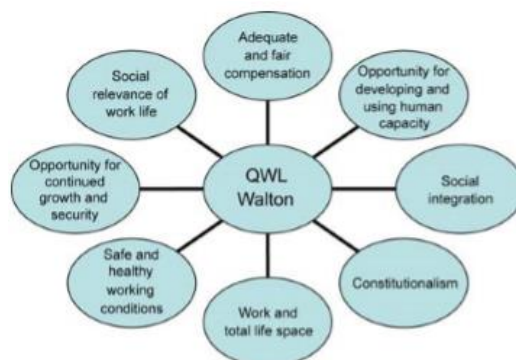 Adequate
and fair
compensation
Social
relevance of
work life
Opportunity for
developing and
using human
capacity
Opportunity for
continued
growth and
security
QWL
Walton
Social
integration
Safe and
healthy
working
conditions
Work and
total life space
Constitutionalism